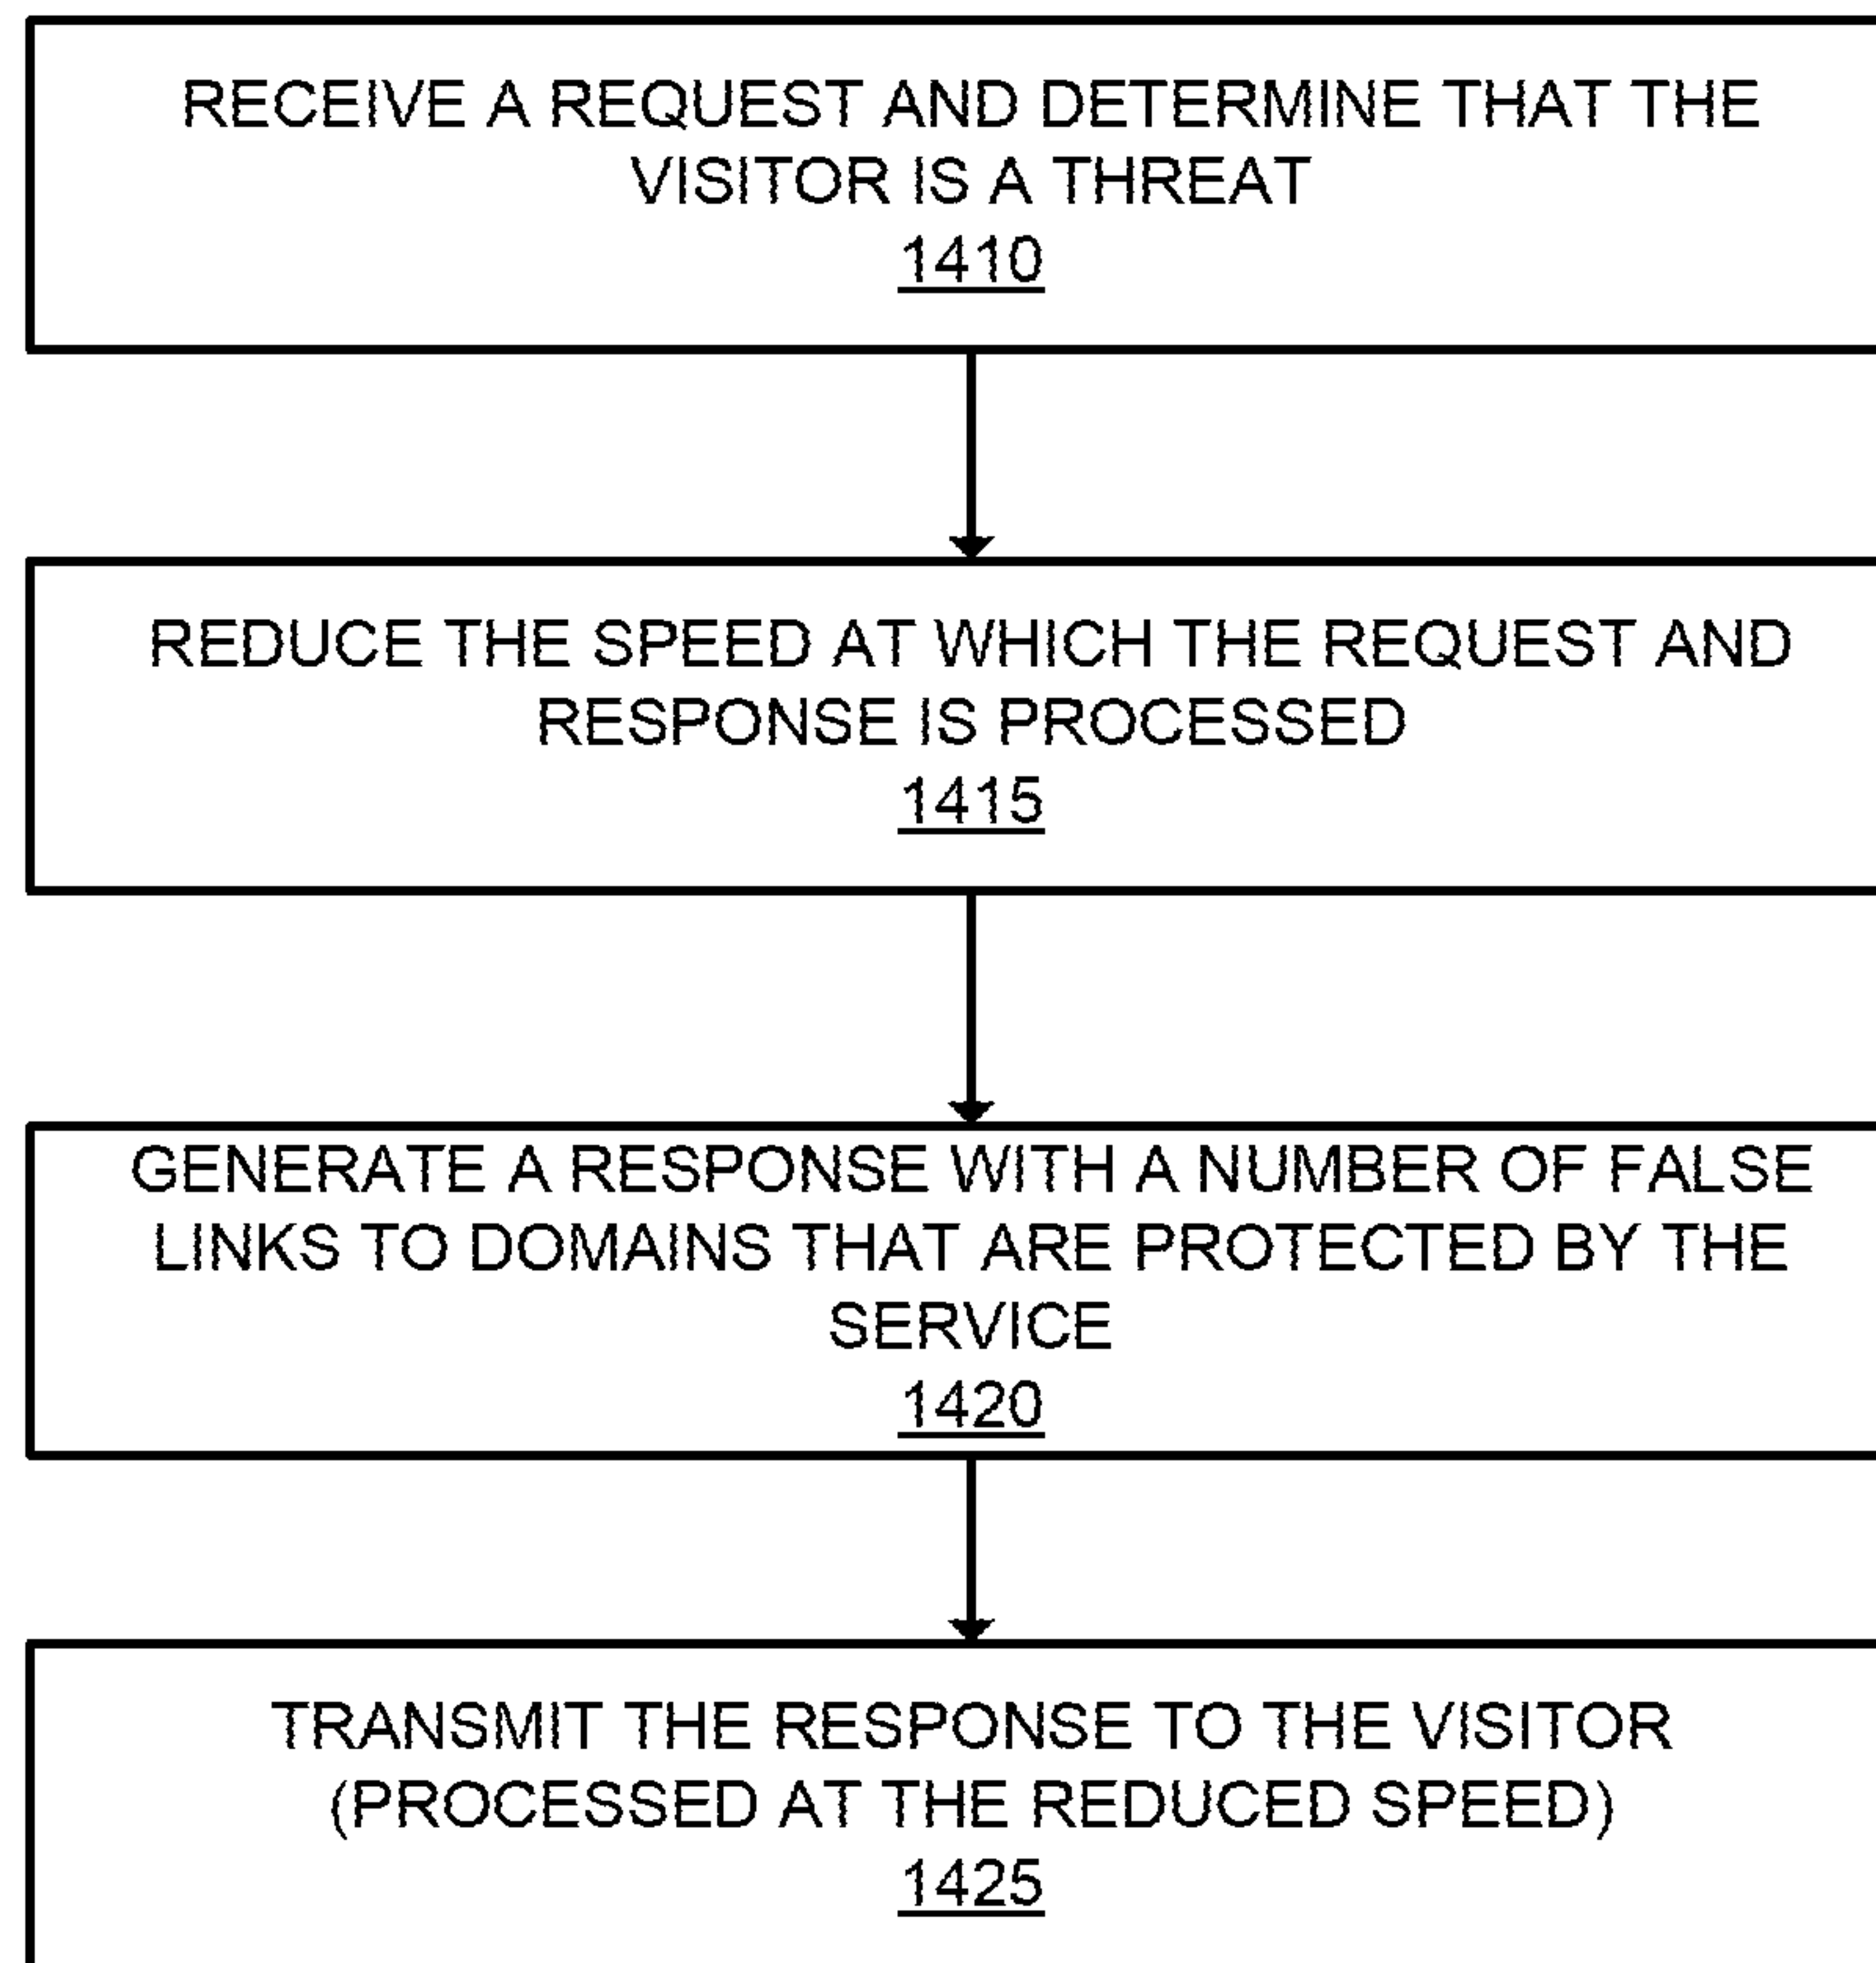 RECEIVE A REQUEST AND DETERMINE THAT THE
VISITOR IS A THREAT
1410
REDUCE THE SPEED AT WHICH THE REQUEST AND
RESPONSE IS PROCESSED
1415
GENERATE A RESPONSE WITH A NUMBER OF FALSE
LINKS TO DOMAINS THAT ARE PROTECTED BY THE
SERVICE
1420
TRANSMIT THE RESPONSE TO THE VISITOR
(PROCESSED AT THE REDUCED SPEED)
1425